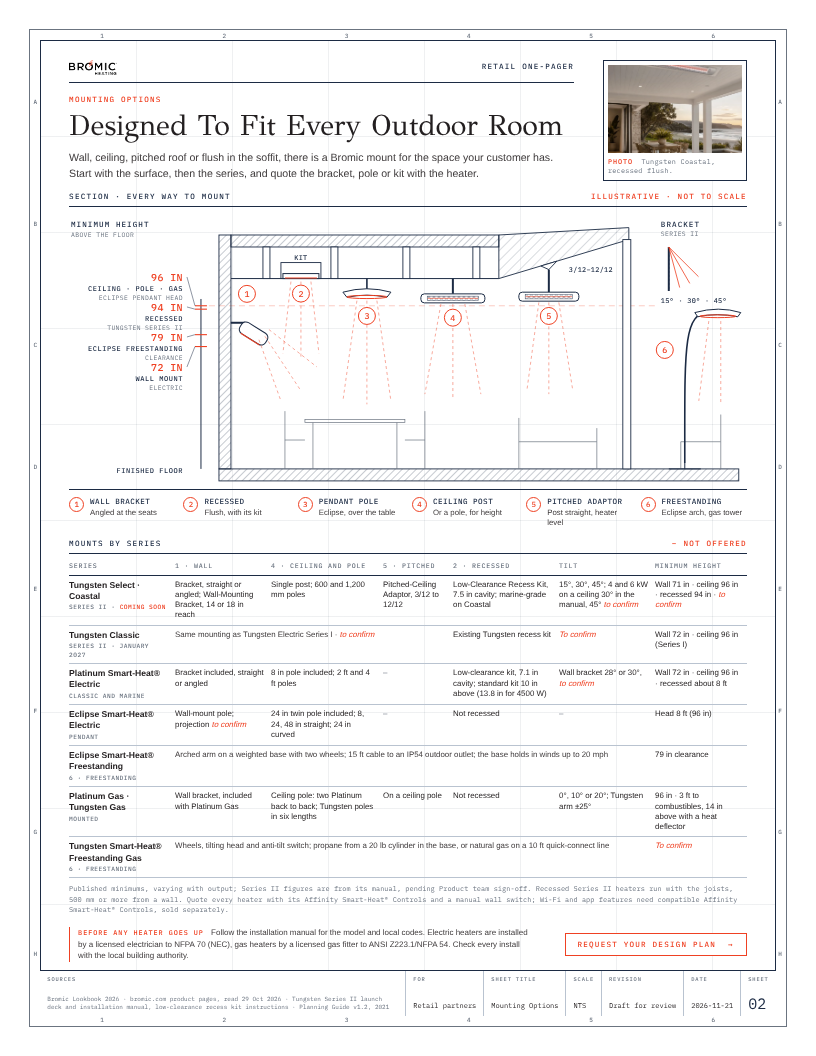 1 2 3 4 5 6
BROMIC
HEATING
RETAIL ONE-PAGER
MOUNTING OPTIONS
Designed To Fit Every Outdoor Room
Wall, ceiling, pitched roof or flush in the soffit, there is a Bromic mount for the space your customer has.
Start with the surface, then the series, and quote the bracket, pole or kit with the heater.
PHOTO Tungsten Coastal,
recessed flush.
SECTION · EVERY WAY TO MOUNT
ILLUSTRATIVE · NOT TO SCALE
MINIMUM HEIGHT
ABOVE THE FLOOR
96 IN
CEILING · POLE · GAS
ECLIPSE PENDANT HEAD
94 IN
RECESSED
TUNGSTEN SERIES II
79 IN
ECLIPSE FREESTANDING
CLEARANCE
72 IN
WALL MOUNT
ELECTRIC
FINISHED FLOOR
KIT
3/12–12/12
BRACKET
SERIES II
15° · 30° · 45°
1
2
3
4
5
6
1 WALL BRACKET
Angled at the seats
2 RECESSED
Flush, with its kit
3 PENDANT POLE
Eclipse, over the table
4 CEILING POST
Or a pole, for height
5 PITCHED ADAPTOR
Post straight, heater
level
6 FREESTANDING
Eclipse arch, gas tower
MOUNTS BY SERIES
– NOT OFFERED
SERIES 1 · WALL 4 · CEILING AND POLE 5 · PITCHED 2 · RECESSED TILT MINIMUM HEIGHT
Tungsten Select ·
Coastal
SERIES II · COMING SOON
Bracket, straight or
angled; Wall-Mounting
Bracket, 14 or 18 in
reach
Single post; 600 and 1,200
mm poles
Pitched-Ceiling
Adaptor, 3/12 to
12/12
Low-Clearance Recess Kit,
7.5 in cavity; marine-grade
on Coastal
15°, 30°, 45°; 4 and 6 kW
on a ceiling 30° in the
manual, 45° to confirm
Wall 71 in · ceiling 96 in
· recessed 94 in · to
confirm
Tungsten Classic
SERIES II · JANUARY
2027
Same mounting as Tungsten Electric Series I · to confirm
Existing Tungsten recess kit
To confirm
Wall 72 in · ceiling 96 in
(Series I)
Platinum Smart-Heat®
Electric
CLASSIC AND MARINE
Bracket included, straight
or angled
8 in pole included; 2 ft and 4
ft poles
–
Low-clearance kit, 7.1 in
cavity; standard kit 10 in
above (13.8 in for 4500 W)
Wall bracket 28° or 30°,
to confirm
Wall 72 in · ceiling 96 in
· recessed about 8 ft
Eclipse Smart-Heat®
Electric
PENDANT
Wall-mount pole;
projection to confirm
24 in twin pole included; 8,
24, 48 in straight; 24 in
curved
–
Not recessed
–
Head 8 ft (96 in)
Eclipse Smart-Heat®
Freestanding
6 · FREESTANDING
Arched arm on a weighted base with two wheels; 15 ft cable to an IP54 outdoor outlet; the base holds in winds up to 20 mph
79 in clearance
Platinum Gas ·
Tungsten Gas
MOUNTED
Wall bracket, included
with Platinum Gas
Ceiling pole: two Platinum
back to back; Tungsten poles
in six lengths
On a ceiling pole
Not recessed
0°, 10° or 20°; Tungsten
arm ±25°
96 in · 3 ft to
combustibles, 14 in
above with a heat
deflector
Tungsten Smart-Heat®
Freestanding Gas
6 · FREESTANDING
Wheels, tilting head and anti-tilt switch; propane from a 20 lb cylinder in the base, or natural gas on a 10 ft quick-connect line
To confirm
Published minimums, varying with output; Series II figures are from its manual, pending Product team sign-off. Recessed Series II heaters run with the joists,
500 mm or more from a wall. Quote every heater with its Affinity Smart-Heat® Controls and a manual wall switch; Wi-Fi and app features need compatible Affinity
Smart-Heat® Controls, sold separately.
BEFORE ANY HEATER GOES UP Follow the installation manual for the model and local codes. Electric heaters are installed
by a licensed electrician to NFPA 70 (NEC), gas heaters by a licensed gas fitter to ANSI Z223.1/NFPA 54. Check every install
with the local building authority.
REQUEST YOUR DESIGN PLAN →
SOURCES
Bromic Lookbook 2026 · bromic.com product pages, read 29 Oct 2026 · Tungsten Series II launch
deck and installation manual, low-clearance recess kit instructions · Planning Guide v1.2, 2021
FOR
Retail partners
SHEET TITLE
Mounting Options
SCALE
NTS
REVISION
Draft for review
DATE
2026-11-21
SHEET
02
1 2 3 4 5 6
A A
B B
C C
D D
E E
F F
G G
H H